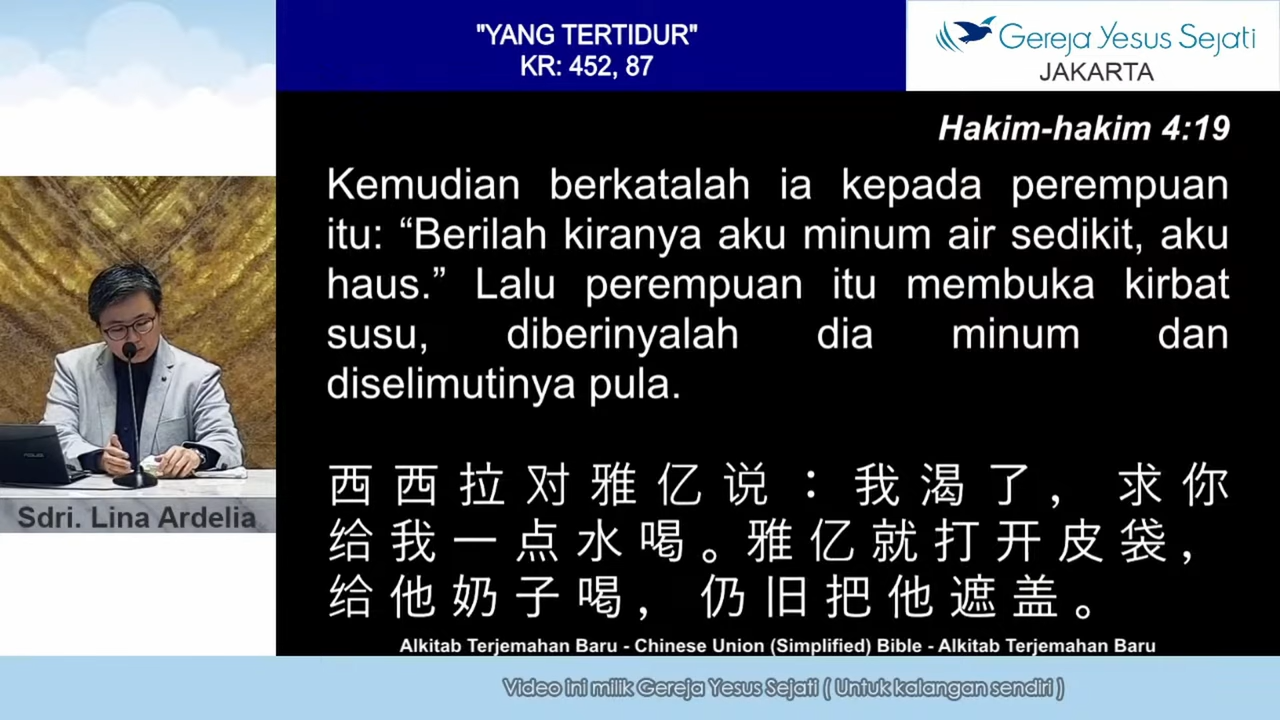 "YANG TERTIDUR"
KR: 452, 87
Gereja Yesus Sejati
JAKARTA
Hakim-hakim 4:19
Kemudian berkatalah ia kepada perempuan
itu: “Berilah kiranya aku minum air sedikit, aku
haus.” Lalu perempuan itu membuka kirbat
susu, diberinyalah dia minum dan
diselimutinya pula.
西西拉对雅亿说：我渴了，求你
给我一点水喝。雅亿就打开皮袋，
给他奶子喝，仍旧把他遮盖。
Alkitab Terjemahan Baru - Chinese Union (Simplified) Bible - Alkitab Terjemahan Baru
Sdri. Lina Ardelia
Video ini milik Gereja Yesus Sejati ( Untuk kalangan sendiri )